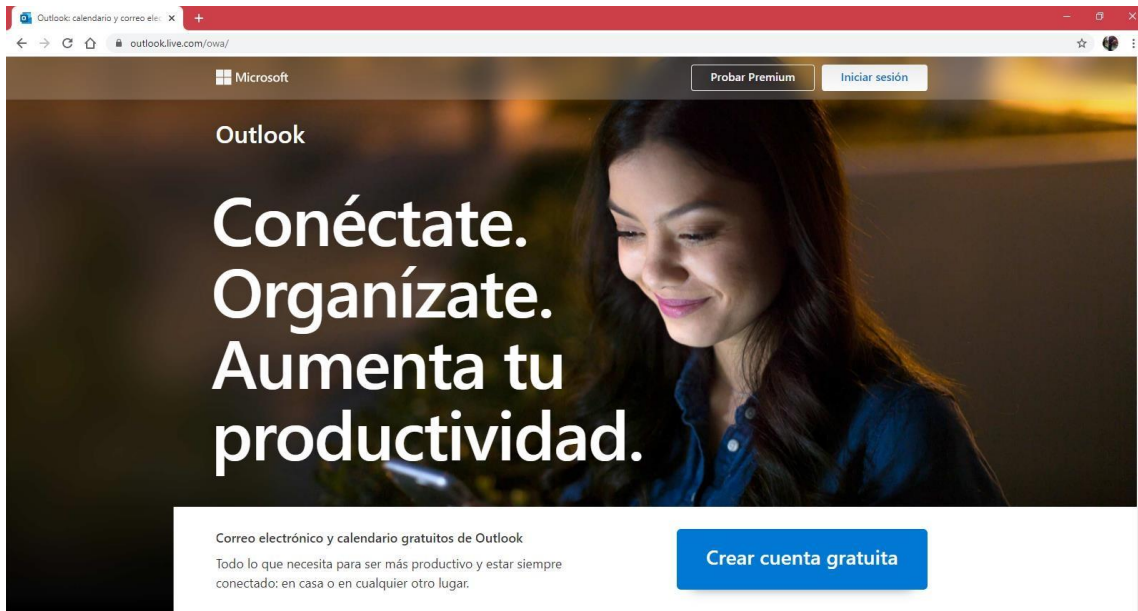 Outlook: calendario y correo ele
outlook.live.com/owa/
Microsoft
Probar Premium
Iniciar sesión
Outlook
Conéctate.
Organízate.
Aumenta tu
productividad.
Correo electrónico y calendario gratuitos de Outlook
Todo lo que necesita para ser más productivo y estar siempre
conectado: en casa o en cualquier otro lugar.
Crear cuenta gratuita